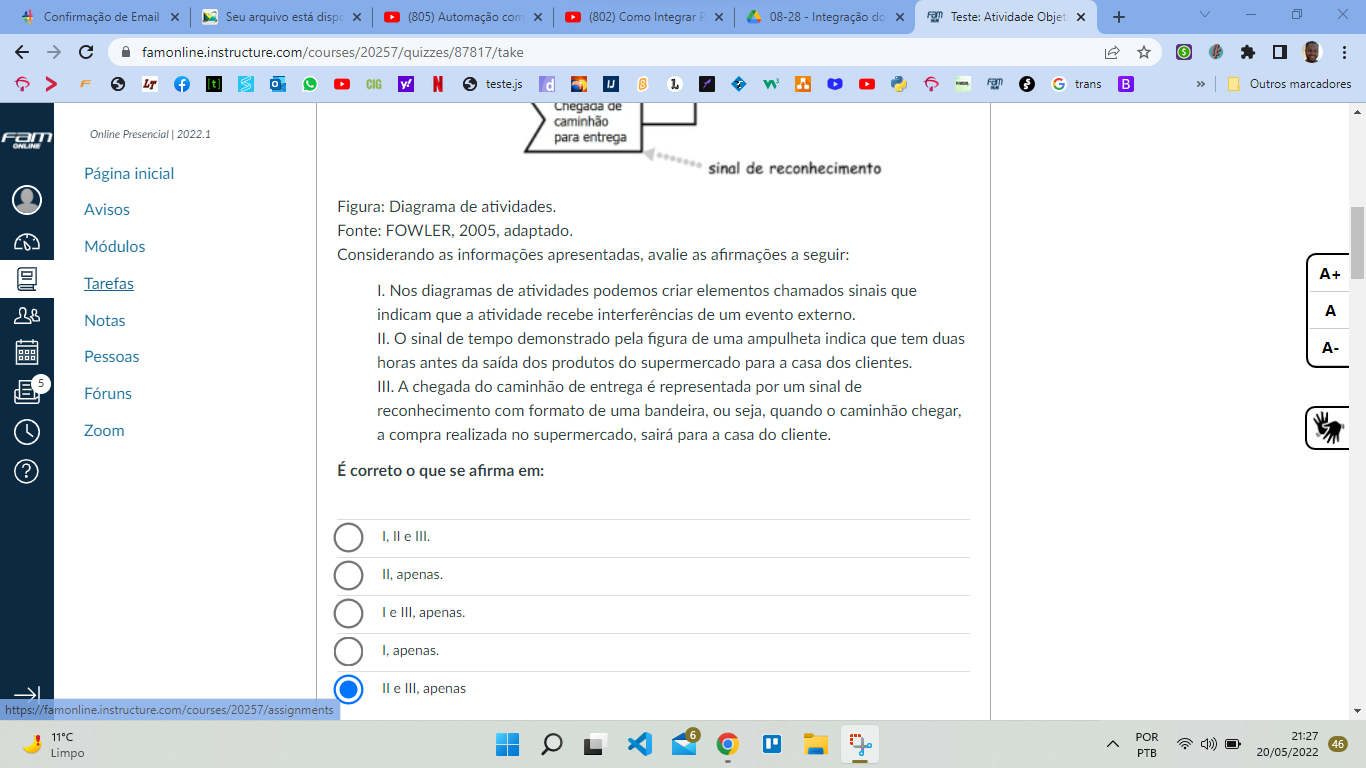 Confirmação de Email
Seu arquivo está dispo
(805) Automação com
(802) Como Integrar P
08-28 - Integração do
Teste: Atividade Objeti
famonline.instructure.com/courses/20257/quizzes/87817/take
CIG
teste.js
trans
»
Outros marcadores
FAM
ONLINE
5
Online Presencial | 2022.1
Página inicial
Avisos
Módulos
Tarefas
Notas
Pessoas
Fóruns
Zoom
Chegada de
caminhão
para entrega
sinal de reconhecimento
Figura: Diagrama de atividades.
Fonte: FOWLER, 2005, adaptado.
Considerando as informações apresentadas, avalie as afirmações a seguir:
I. Nos diagramas de atividades podemos criar elementos chamados sinais que
indicam que a atividade recebe interferências de um evento externo.
II. O sinal de tempo demonstrado pela figura de uma ampulheta indica que tem duas
horas antes da saída dos produtos do supermercado para a casa dos clientes.
III. A chegada do caminhão de entrega é representada por um sinal de
reconhecimento com formato de uma bandeira, ou seja, quando o caminhão chegar,
a compra realizada no supermercado, sairá para a casa do cliente.
É correto o que se afirma em:
I, II e III.
II, apenas.
I e III, apenas.
I, apenas.
II e III, apenas
A+
A
A-
https://famonline.instructure.com/courses/20257/assignments
11°C
Limpo
6
POR
PTB
21:27
20/05/2022
46